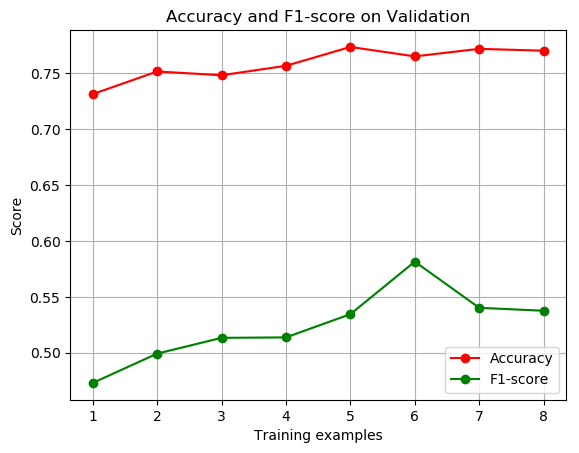 Accuracy and F1-score on Validation
0.75
0.70
0.65
0.60
0.55
0.50
Score
Accuracy
F1-score
1 2 3 4 5 6 7 8
Training examples